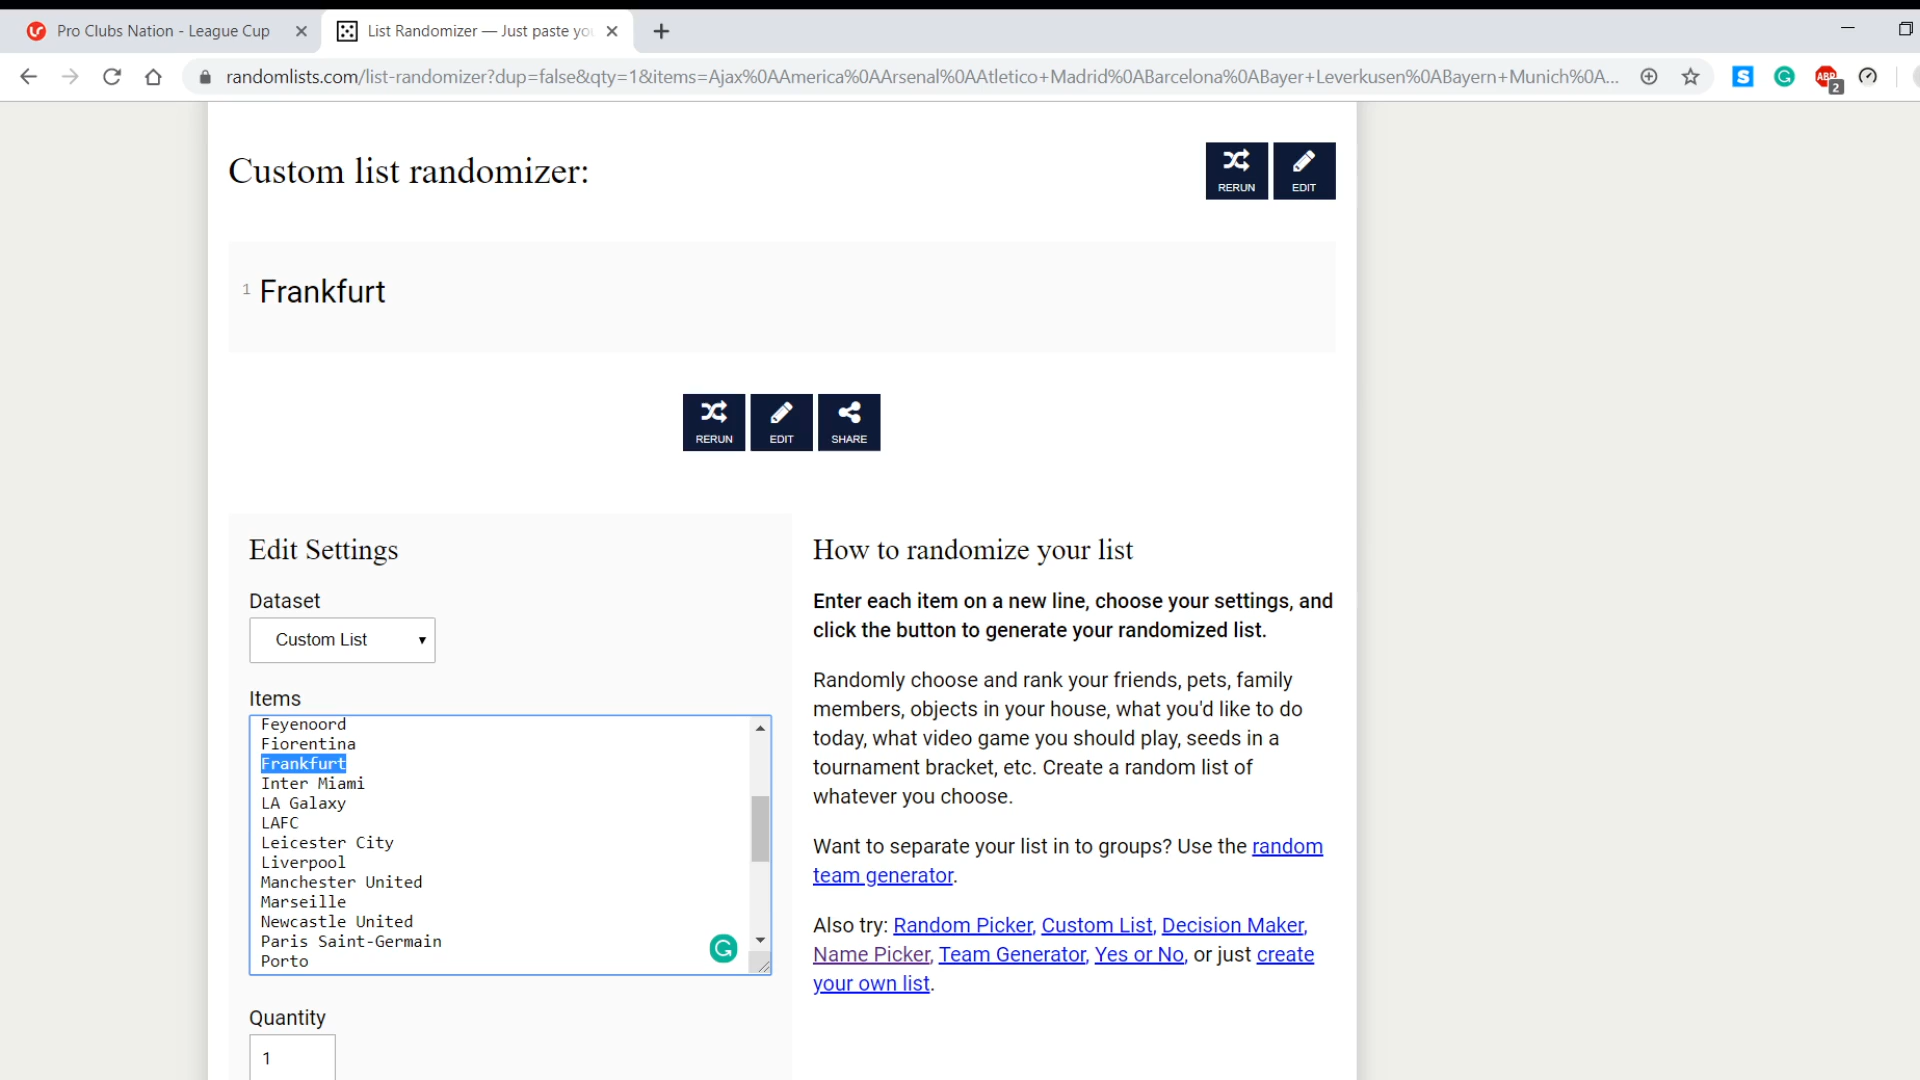 Pro Clubs Nation - League Cup
List Randomizer — Just paste you
randomlists.com/list-randomizer?dup=false&qty=1&items=Ajax%0AAmerica%0AArsenal%0AAtletico+Madrid%0ABarcelona%0ABayer+Leverkusen%0ABayern+Munich%0A...
S
G
ABP
2
Custom list randomizer:
RERUN
EDIT
1 Frankfurt
RERUN
EDIT
SHARE
Edit Settings
Dataset
Custom List
Items
Feyenoord
Fiorentina
Frankfurt
Inter Miami
LA Galaxy
LAFC
Leicester City
Liverpool
Manchester United
Marseille
Newcastle United
Paris Saint-Germain
Porto
G
Quantity
1
How to randomize your list
Enter each item on a new line, choose your settings, and
click the button to generate your randomized list.
Randomly choose and rank your friends, pets, family
members, objects in your house, what you'd like to do
today, what video game you should play, seeds in a
tournament bracket, etc. Create a random list of
whatever you choose.
Want to separate your list in to groups? Use the random
team generator.
Also try: Random Picker, Custom List, Decision Maker,
Name Picker, Team Generator, Yes or No, or just create
your own list.